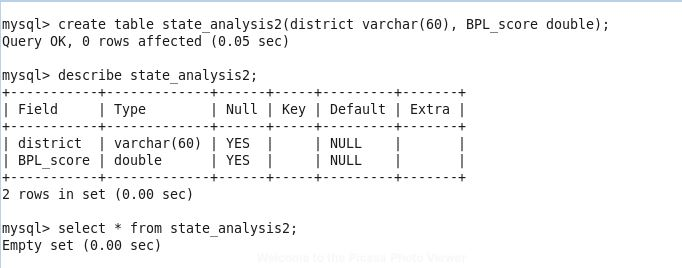 mysql> create table state_analysis2(district varchar(60), BPL_score double);
Query OK, 0 rows affected (0.05 sec)
mysql> describe state_analysis2;
+-----------+-------------+------+-----+---------+-------+
| Field     | Type        | Null | Key | Default | Extra |
+-----------+-------------+------+-----+---------+-------+
| district  | varchar(60) | YES  |     | NULL    |       |
| BPL_score | double      | YES  |     | NULL    |       |
+-----------+-------------+------+-----+---------+-------+
2 rows in set (0.00 sec)
mysql> select * from state_analysis2;
Empty set (0.00 sec)
Welcome to the Picasa Photo Viewer